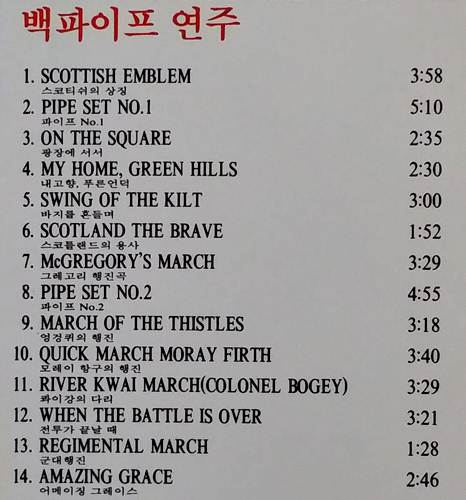 백파이프 연주
1. SCOTTISH EMBLEM 3:58
스코티쉬의 상징
2. PIPE SET NO.1 5:10
파이프 No.1
3. ON THE SQUARE 2:35
광장에 서서
4. MY HOME, GREEN HILLS 2:30
내고향, 푸른언덕
5. SWING OF THE KILT 3:00
바지를 흔들며
6. SCOTLAND THE BRAVE 1:52
스코틀랜드의 용사
7. McGREGORY'S MARCH 3:29
그레고리 행진곡
8. PIPE SET NO.2 4:55
파이프 No.2
9. MARCH OF THE THISTLES 3:18
엉겅퀴의 행진
10. QUICK MARCH MORAY FIRTH 3:40
모레이 항구의 행진
11. RIVER KWAI MARCH(COLONEL BOGEY) 3:29
콰이강의 다리
12. WHEN THE BATTLE IS OVER 3:21
전투가 끝날 때
13. REGIMENTAL MARCH 1:28
군대행진
14. AMAZING GRACE 2:46
어메이징 그레이스